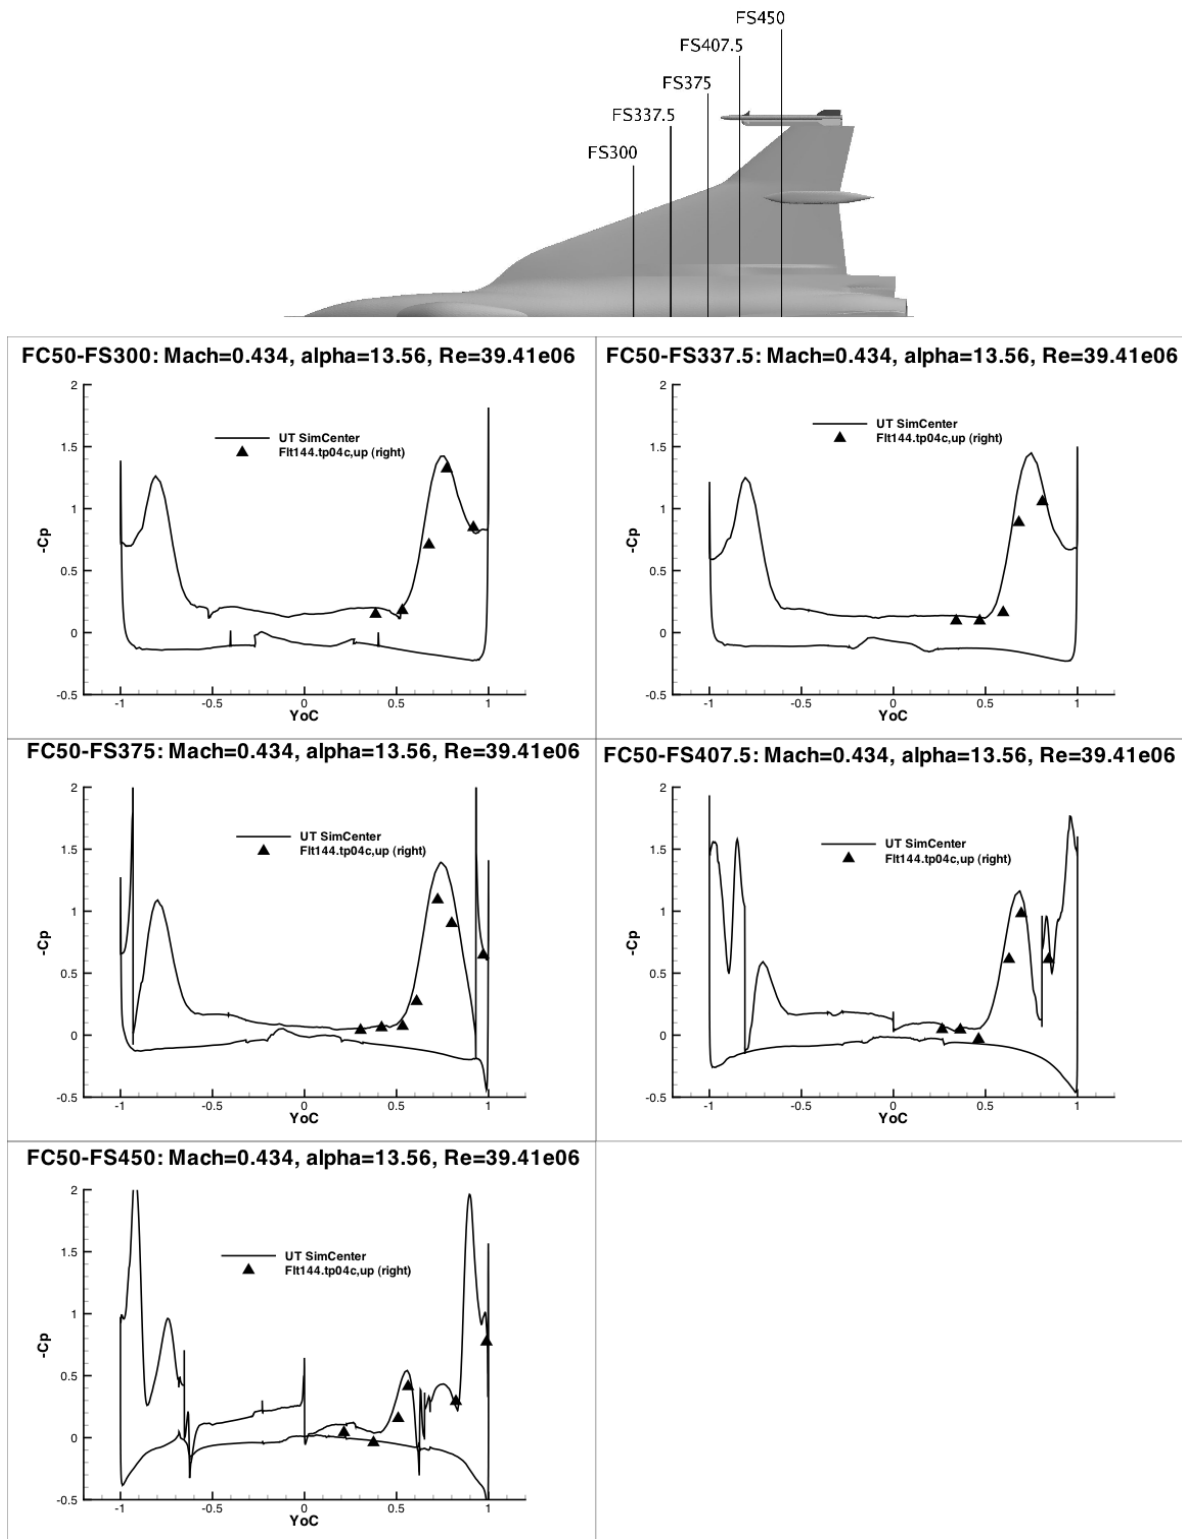 FS450
FS407.5
FS375
FS337.5
FS300
FC50-FS300: Mach=0.434, alpha=13.56, Re=39.41e06
2
1.5
1
0.5
0
-0.5
-Cp
UT SimCenter
Flt144.tp04c,up (right)
-1 -0.5 0 0.5 1
YoC
FC50-FS337.5: Mach=0.434, alpha=13.56, Re=39.41e06
2
1.5
1
0.5
0
-0.5
-Cp
UT SimCenter
Flt144.tp04c,up (right)
-1 -0.5 0 0.5 1
YoC
FC50-FS375: Mach=0.434, alpha=13.56, Re=39.41e06
2
1.5
1
0.5
0
-0.5
-Cp
UT SimCenter
Flt144.tp04c,up (right)
-1 -0.5 0 0.5 1
YoC
FC50-FS407.5: Mach=0.434, alpha=13.56, Re=39.41e06
2
1.5
1
0.5
0
-0.5
-Cp
UT SimCenter
Flt144.tp04c,up (right)
-1 -0.5 0 0.5 1
YoC
FC50-FS450: Mach=0.434, alpha=13.56, Re=39.41e06
2
1.5
1
0.5
0
-0.5
-Cp
UT SimCenter
Flt144.tp04c,up (right)
-1 -0.5 0 0.5 1
YoC